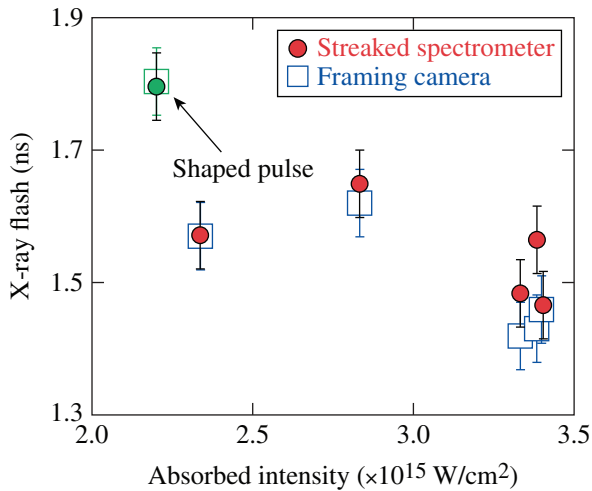 1.9
Streaked spectrometer
Framing camera
1.7
Shaped pulse
X-ray flash (ns)
1.5
1.3
2.0 2.5 3.0 3.5
Absorbed intensity (×10¹⁵ W/cm²)